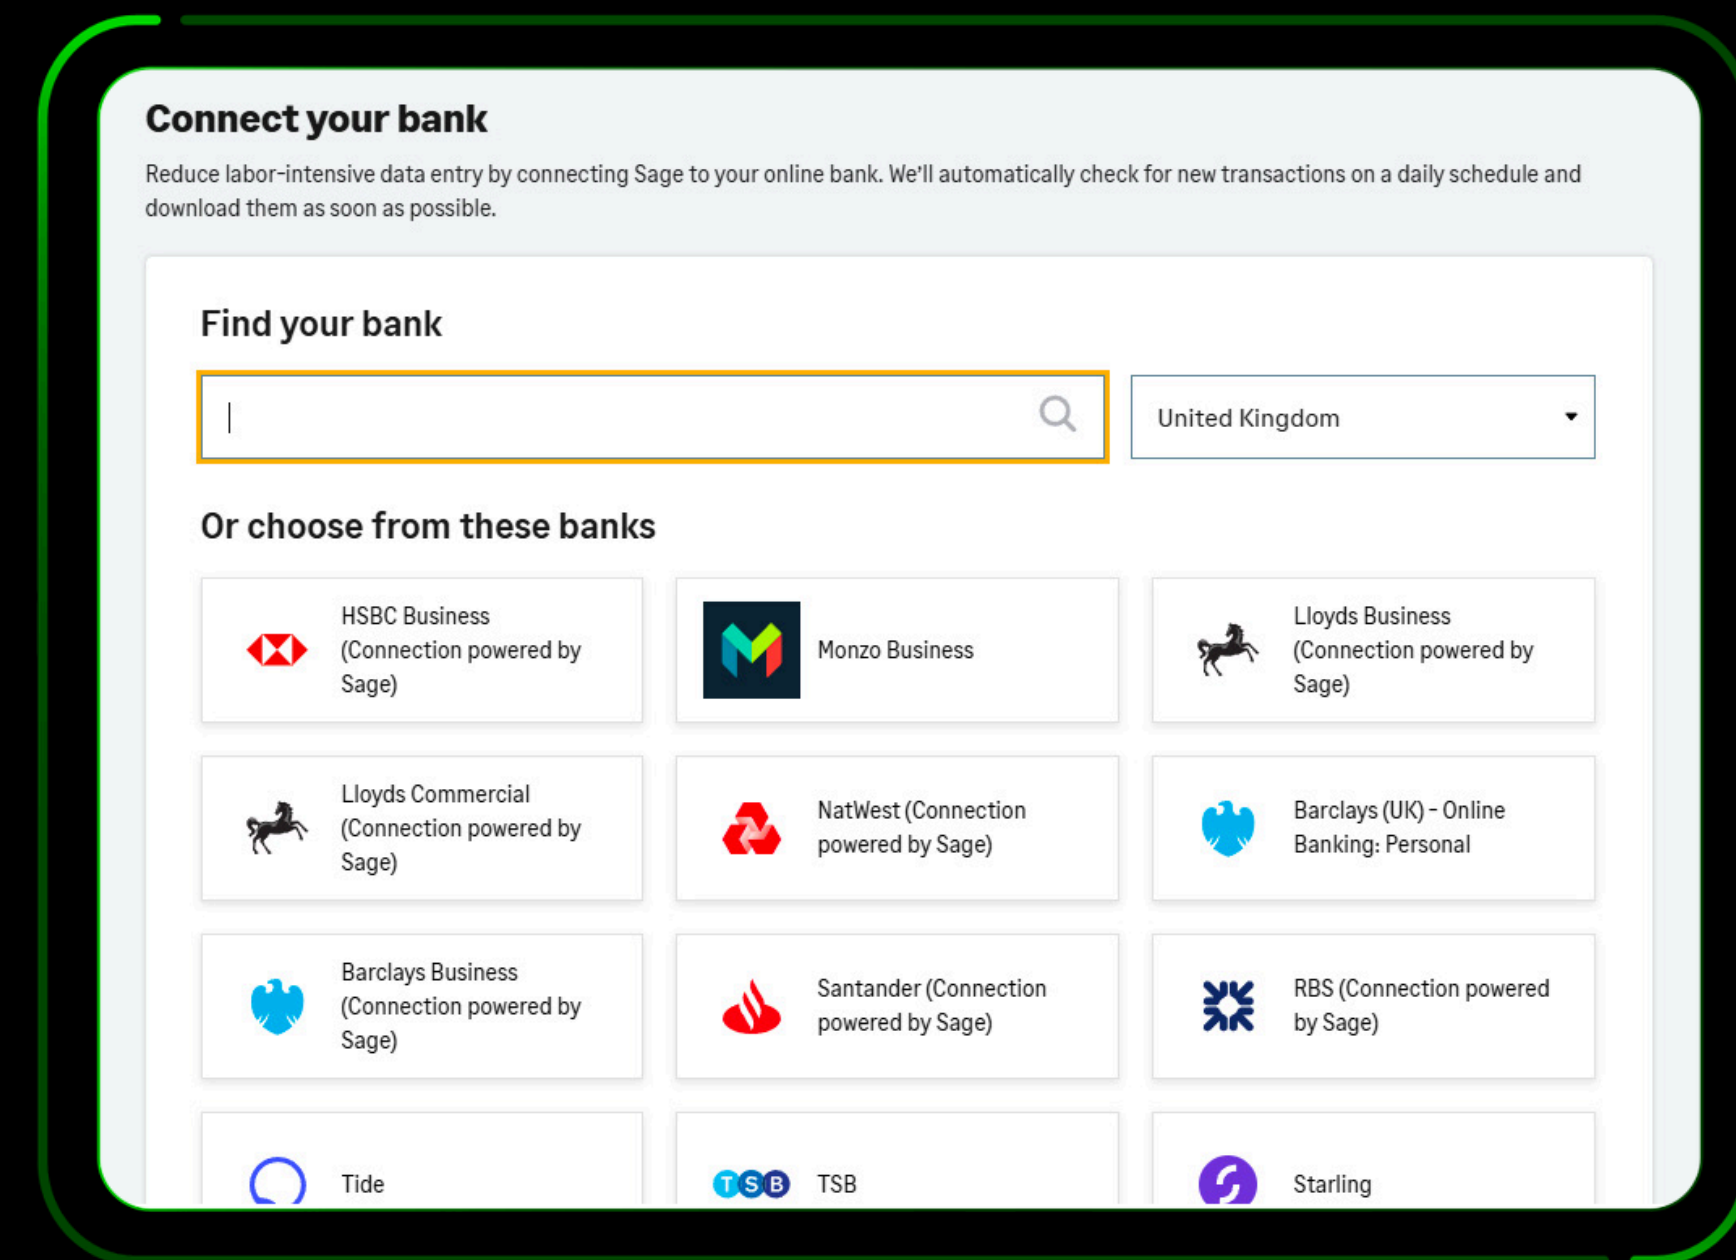 Connect your bank
Reduce labor-intensive data entry by connecting Sage to your online bank. We'll automatically check for new transactions on a daily schedule and
download them as soon as possible.
Find your bank
United Kingdom
Or choose from these banks
HSBC Business
(Connection powered by
Sage)
Monzo Business
Lloyds Business
(Connection powered by
Sage)
Lloyds Commercial
(Connection powered by
Sage)
NatWest (Connection
powered by Sage)
Barclays (UK) - Online
Banking: Personal
Barclays Business
(Connection powered by
Sage)
Santander (Connection
powered by Sage)
RBS (Connection powered
by Sage)
Tide
TSB
TSB
Starling